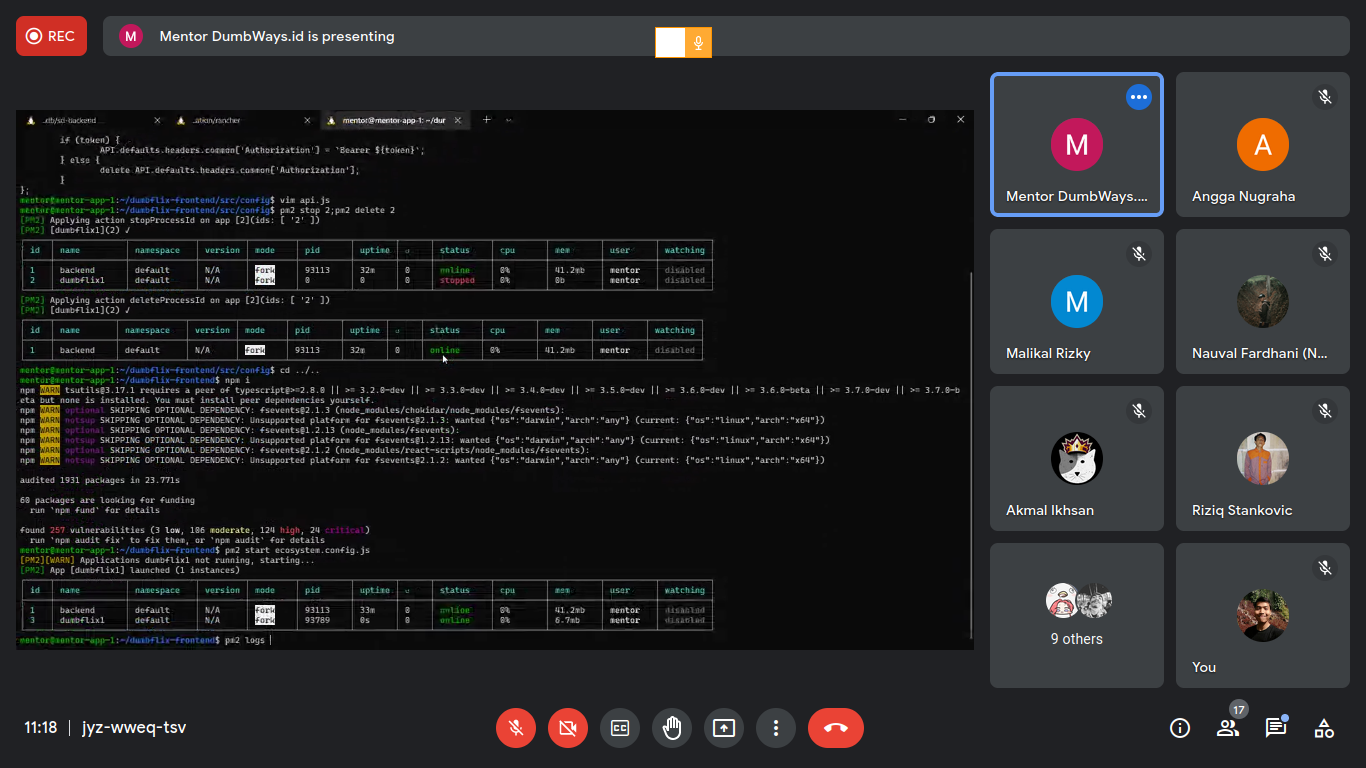 REC
M
Mentor DumbWays.id is presenting
..db/sd-backend
..ation/rancher
mentor@mentor-app-1: ~/dur
if (token) {
API.defaults.headers.common['Authorization'] = `Bearer ${token}`;
} else {
delete API.defaults.headers.common['Authorization'];
}
};
mentor@mentor-app-1:~/dumbflix-frontend/src/config$ vim api.js
mentor@mentor-app-1:~/dumbflix-frontend/src/config$ pm2 stop 2;pm2 delete 2
[PM2] Applying action stopProcessId on app [2](ids: [ '2' ])
[PM2] [dumbflix1](2) ✓
id name namespace version mode pid uptime ↺ status cpu mem user watching
1 backend default N/A fork 93113 32m 0 online 0% 41.2mb mentor disabled
2 dumbflix1 default N/A fork 0 0 0 stopped 0% 0b mentor disabled
[PM2] Applying action deleteProcessId on app [2](ids: [ '2' ])
[PM2] [dumbflix1](2) ✓
id name namespace version mode pid uptime ↺ status cpu mem user watching
1 backend default N/A fork 93113 32m 0 online 0% 41.2mb mentor disabled
mentor@mentor-app-1:~/dumbflix-frontend/src/config$ cd ../..
mentor@mentor-app-1:~/dumbflix-frontend$ npm i
npm WARN tsutils@3.17.1 requires a peer of typescript@>=2.8.0 || >= 3.2.0-dev || >= 3.3.0-dev || >= 3.4.0-dev || >= 3.5.0-dev || >= 3.6.0-dev || >= 3.6.0-beta || >= 3.7.0-dev || >= 3.7.0-b
eta but none is installed. You must install peer dependencies yourself.
npm WARN optional SKIPPING OPTIONAL DEPENDENCY: fsevents@2.1.3 (node_modules/chokidar/node_modules/fsevents):
npm WARN notsup SKIPPING OPTIONAL DEPENDENCY: Unsupported platform for fsevents@2.1.3: wanted {"os":"darwin","arch":"any"} (current: {"os":"linux","arch":"x64"})
npm WARN optional SKIPPING OPTIONAL DEPENDENCY: fsevents@1.2.13 (node_modules/fsevents):
npm WARN notsup SKIPPING OPTIONAL DEPENDENCY: Unsupported platform for fsevents@1.2.13: wanted {"os":"darwin","arch":"any"} (current: {"os":"linux","arch":"x64"})
npm WARN optional SKIPPING OPTIONAL DEPENDENCY: fsevents@2.1.2 (node_modules/react-scripts/node_modules/fsevents):
npm WARN notsup SKIPPING OPTIONAL DEPENDENCY: Unsupported platform for fsevents@2.1.2: wanted {"os":"darwin","arch":"any"} (current: {"os":"linux","arch":"x64"})
audited 1931 packages in 23.771s
60 packages are looking for funding
run `npm fund` for details
found 257 vulnerabilities (3 low, 106 moderate, 124 high, 24 critical)
run `npm audit fix` to fix them, or `npm audit` for details
mentor@mentor-app-1:~/dumbflix-frontend$ pm2 start ecosystem.config.js
[PM2][WARN] Applications dumbflix1 not running, starting...
[PM2] App [dumbflix1] launched (1 instances)
id name namespace version mode pid uptime ↺ status cpu mem user watching
1 backend default N/A fork 93113 33m 0 online 0% 41.2mb mentor disabled
3 dumbflix1 default N/A fork 93789 0s 0 online 0% 6.7mb mentor disabled
mentor@mentor-app-1:~/dumbflix-frontend$ pm2 logs
M
Mentor DumbWays....
A
Angga Nugraha
M
Malikal Rizky
Nauval Fardhani (N...
Akmal Ikhsan
Riziq Stankovic
9 others
You
11:18 | jyz-wweq-tsv
CC
17